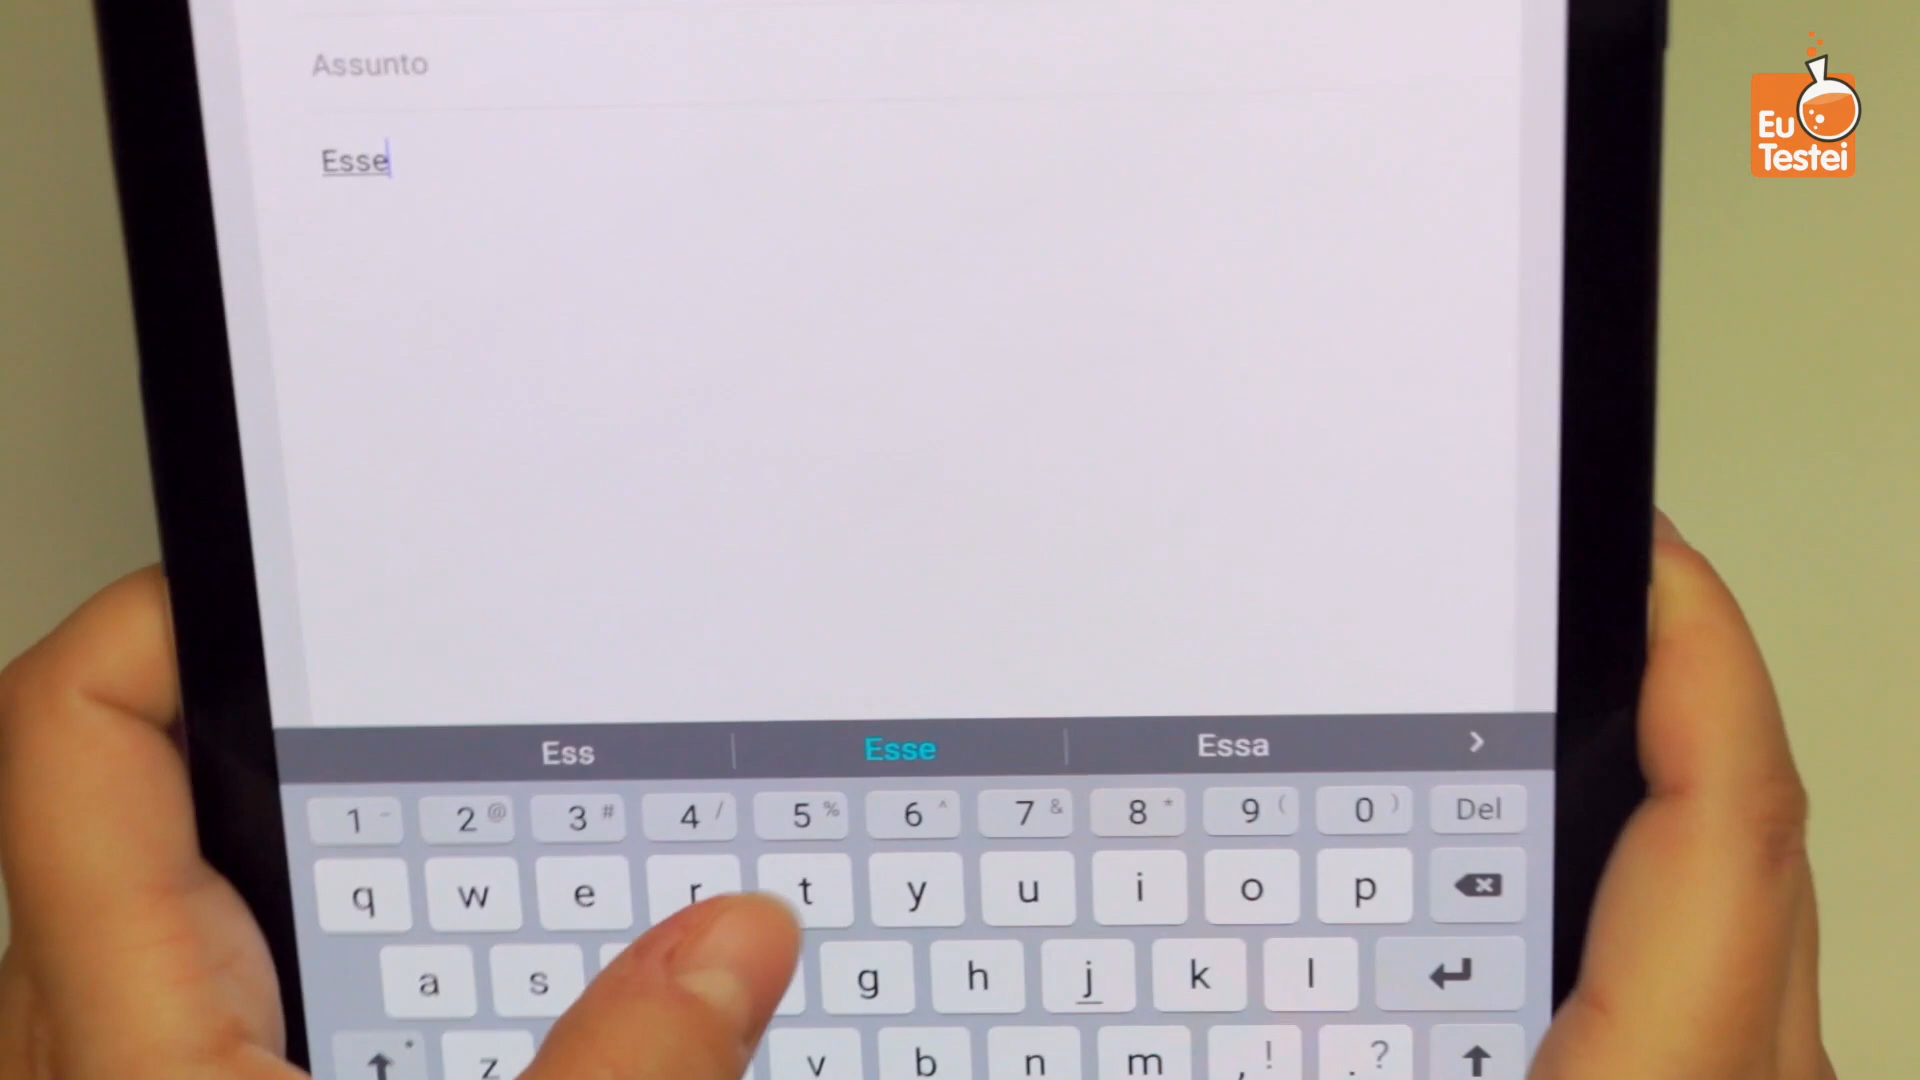 Assunto
Eu
Testei
Esse
Ess Esse Essa >
1 - 2 @ 3 # 4 / 5 % 6 ^ 7 & 8 * 9 ( 0 ) Del
q w e r t y u i o p
a s g h j k l
z v b n m , ! . ?